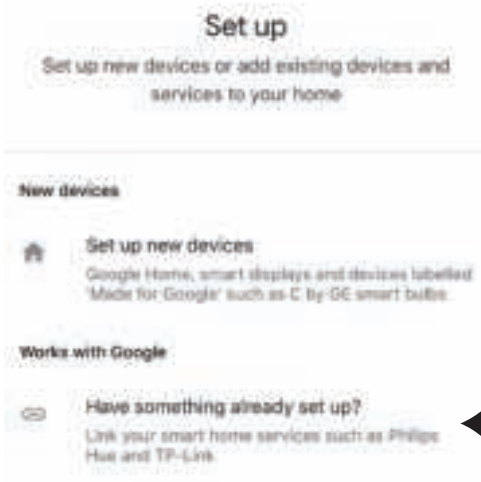 Set up
Set up new devices or add existing devices and
services to your home
New devices
Set up new devices
Google Home, smart displays and devices labelled
'Made for Google' such as C by GE smart bulbs
Works with Google
Have something already set up?
Link your smart home services such as Philips
Hue and TP-Link